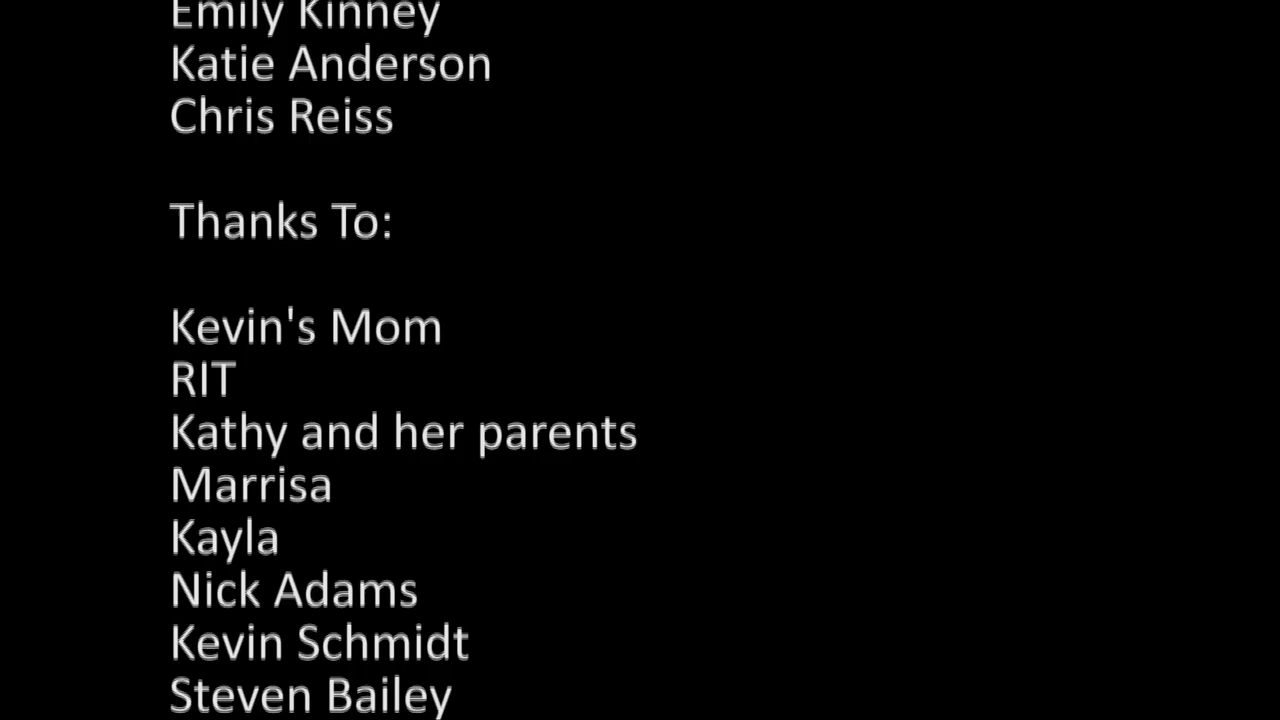 Emily Kinney
Katie Anderson
Chris Reiss
Thanks To:
Kevin's Mom
RIT
Kathy and her parents
Marrisa
Kayla
Nick Adams
Kevin Schmidt
Steven Bailey